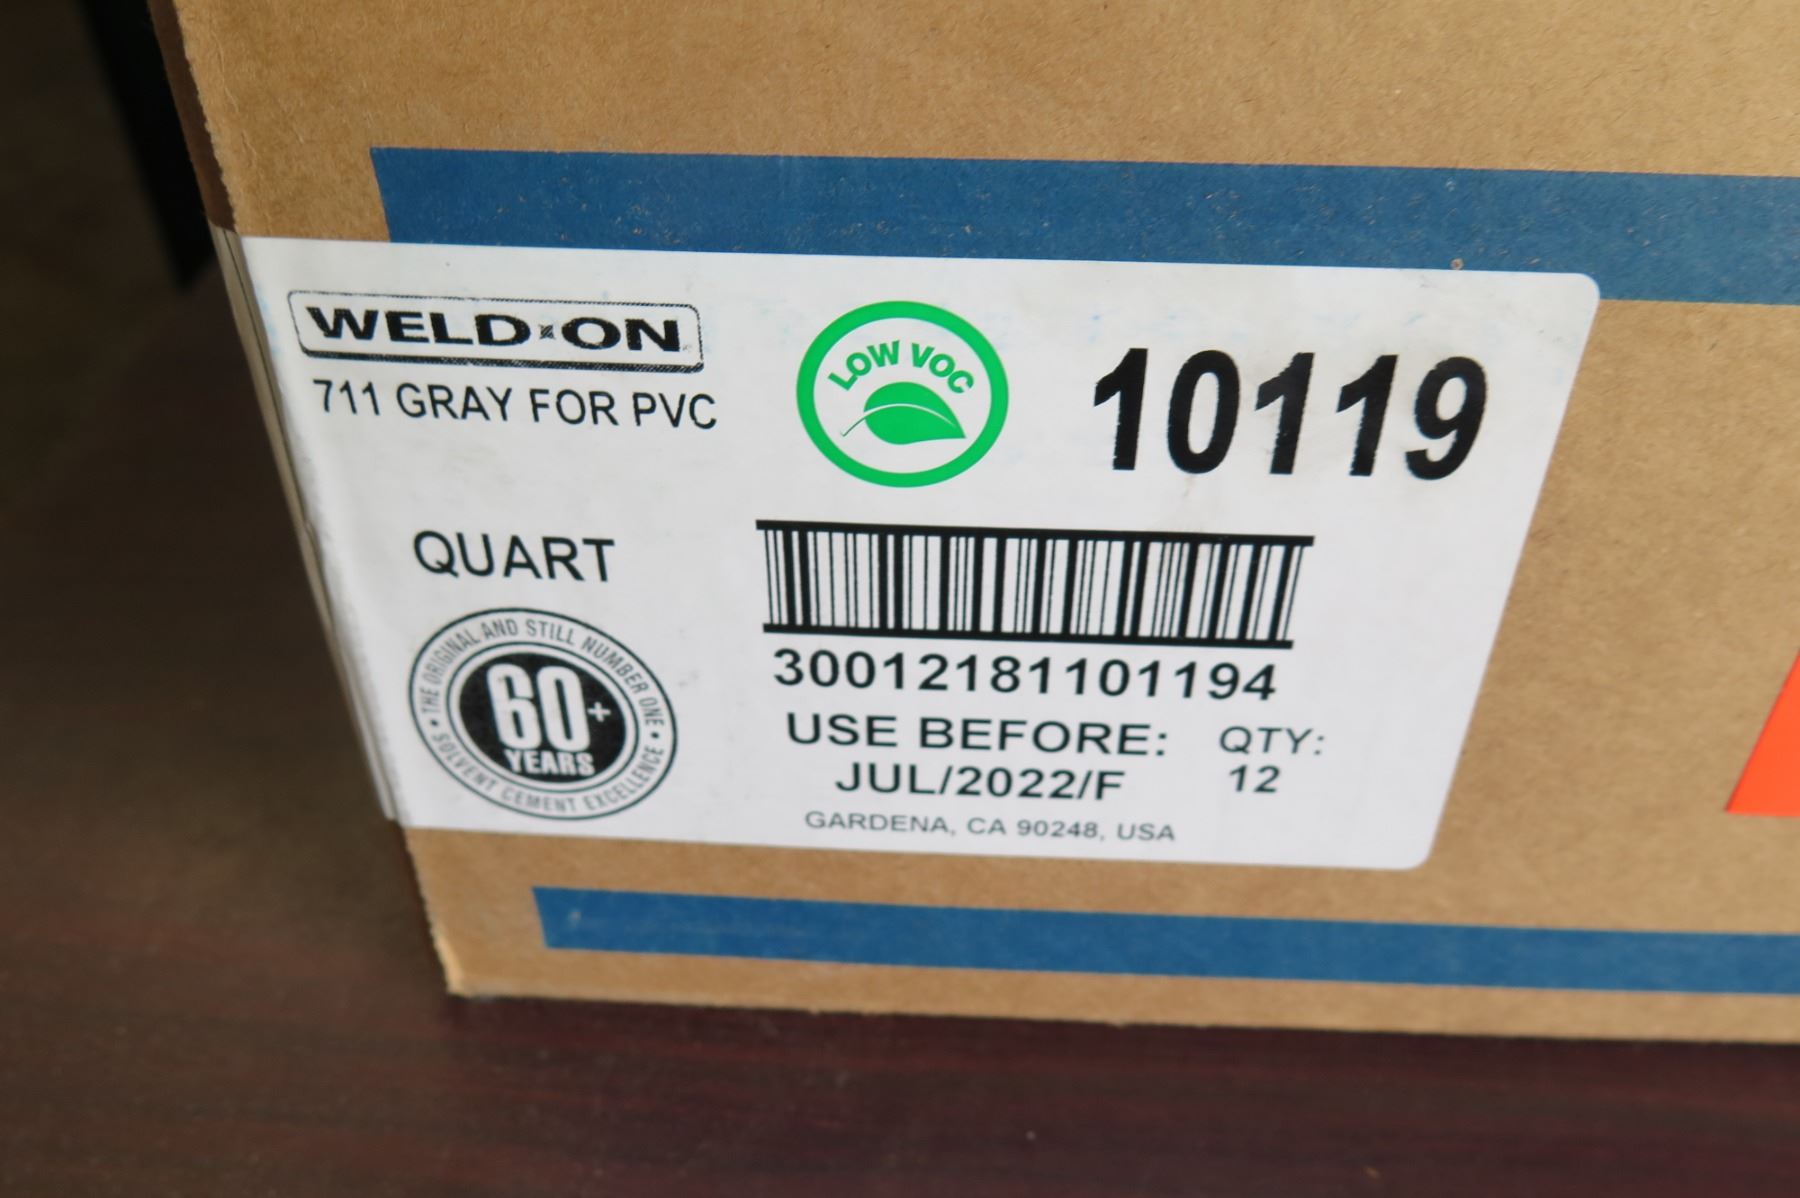 WELD-ON
711 GRAY FOR PVC
LOW VOC
10119
QUART
THE ORIGINAL AND STILL NUMBER ONE
60+
YEARS
SOLVENT CEMENT EXCELLENCE
30012181101194
USE BEFORE:
JUL/2022/F
QTY:
12
GARDENA, CA 90248, USA